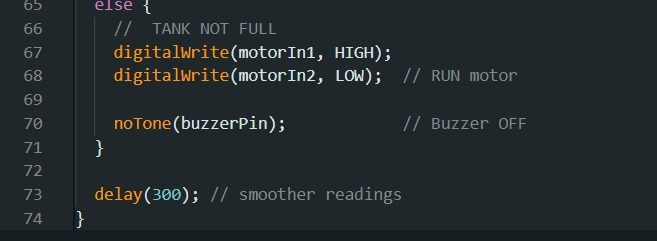 65 else {
66 //  TANK NOT FULL
67 digitalWrite(motorIn1, HIGH);
68 digitalWrite(motorIn2, LOW);  // RUN motor
69
70 noTone(buzzerPin);            // Buzzer OFF
71 }
72
73 delay(300); // smoother readings
74 }